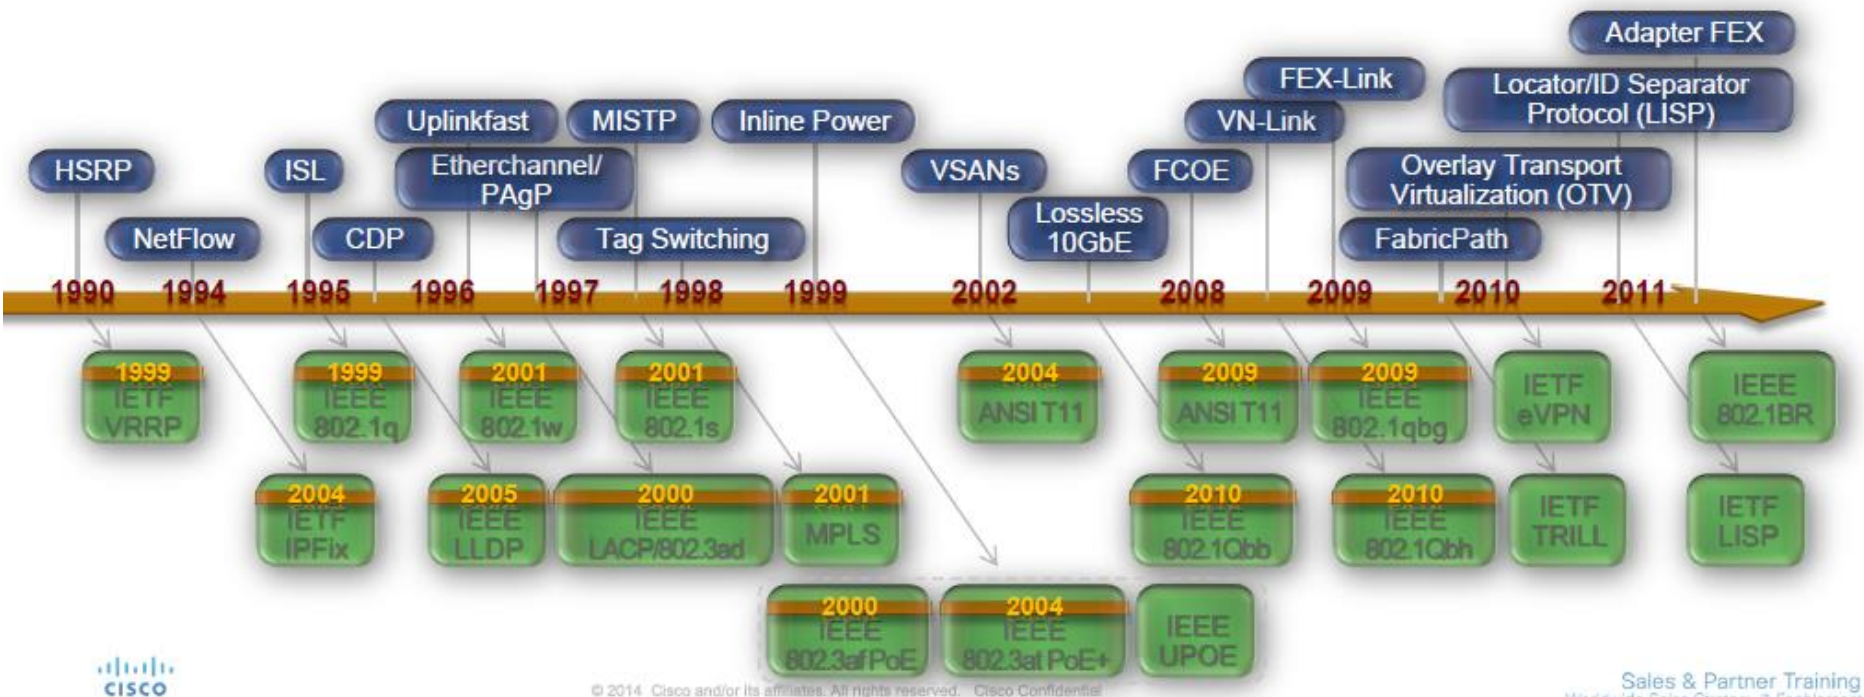 Adapter FEX
FEX-Link
Locator/ID Separator
Protocol (LISP)
Uplinkfast
MISTP
Inline Power
VN-Link
HSRP
ISL
Etherchannel/
PAgP
VSANs
FCOE
Overlay Transport
Virtualization (OTV)
NetFlow
CDP
Tag Switching
Lossless
10GbE
FabricPath
1990 1994 1995 1996 1997 1998 1999 2002 2008 2009 2010 2011
1999
IETF
VRRP
1999
IEEE
802.1q
2001
IEEE
802.1w
2001
IEEE
802.1s
2004
ANSI T11
2009
ANSI T11
2009
IEEE
802.1qbg
IETF
eVPN
IEEE
802.1BR
2004
IETF
IPFix
2005
IEEE
LLDP
2000
IEEE
LACP/802.3ad
2001
MPLS
2010
IEEE
802.1Qbb
2010
IEEE
802.1Qbh
IETF
TRILL
IETF
LISP
2000
IEEE
802.3af PoE
2004
IEEE
802.3at PoE+
IEEE
UPOE
CISCO
© 2014 Cisco and/or its affiliates. All rights reserved. Cisco Confidential
Sales & Partner Training